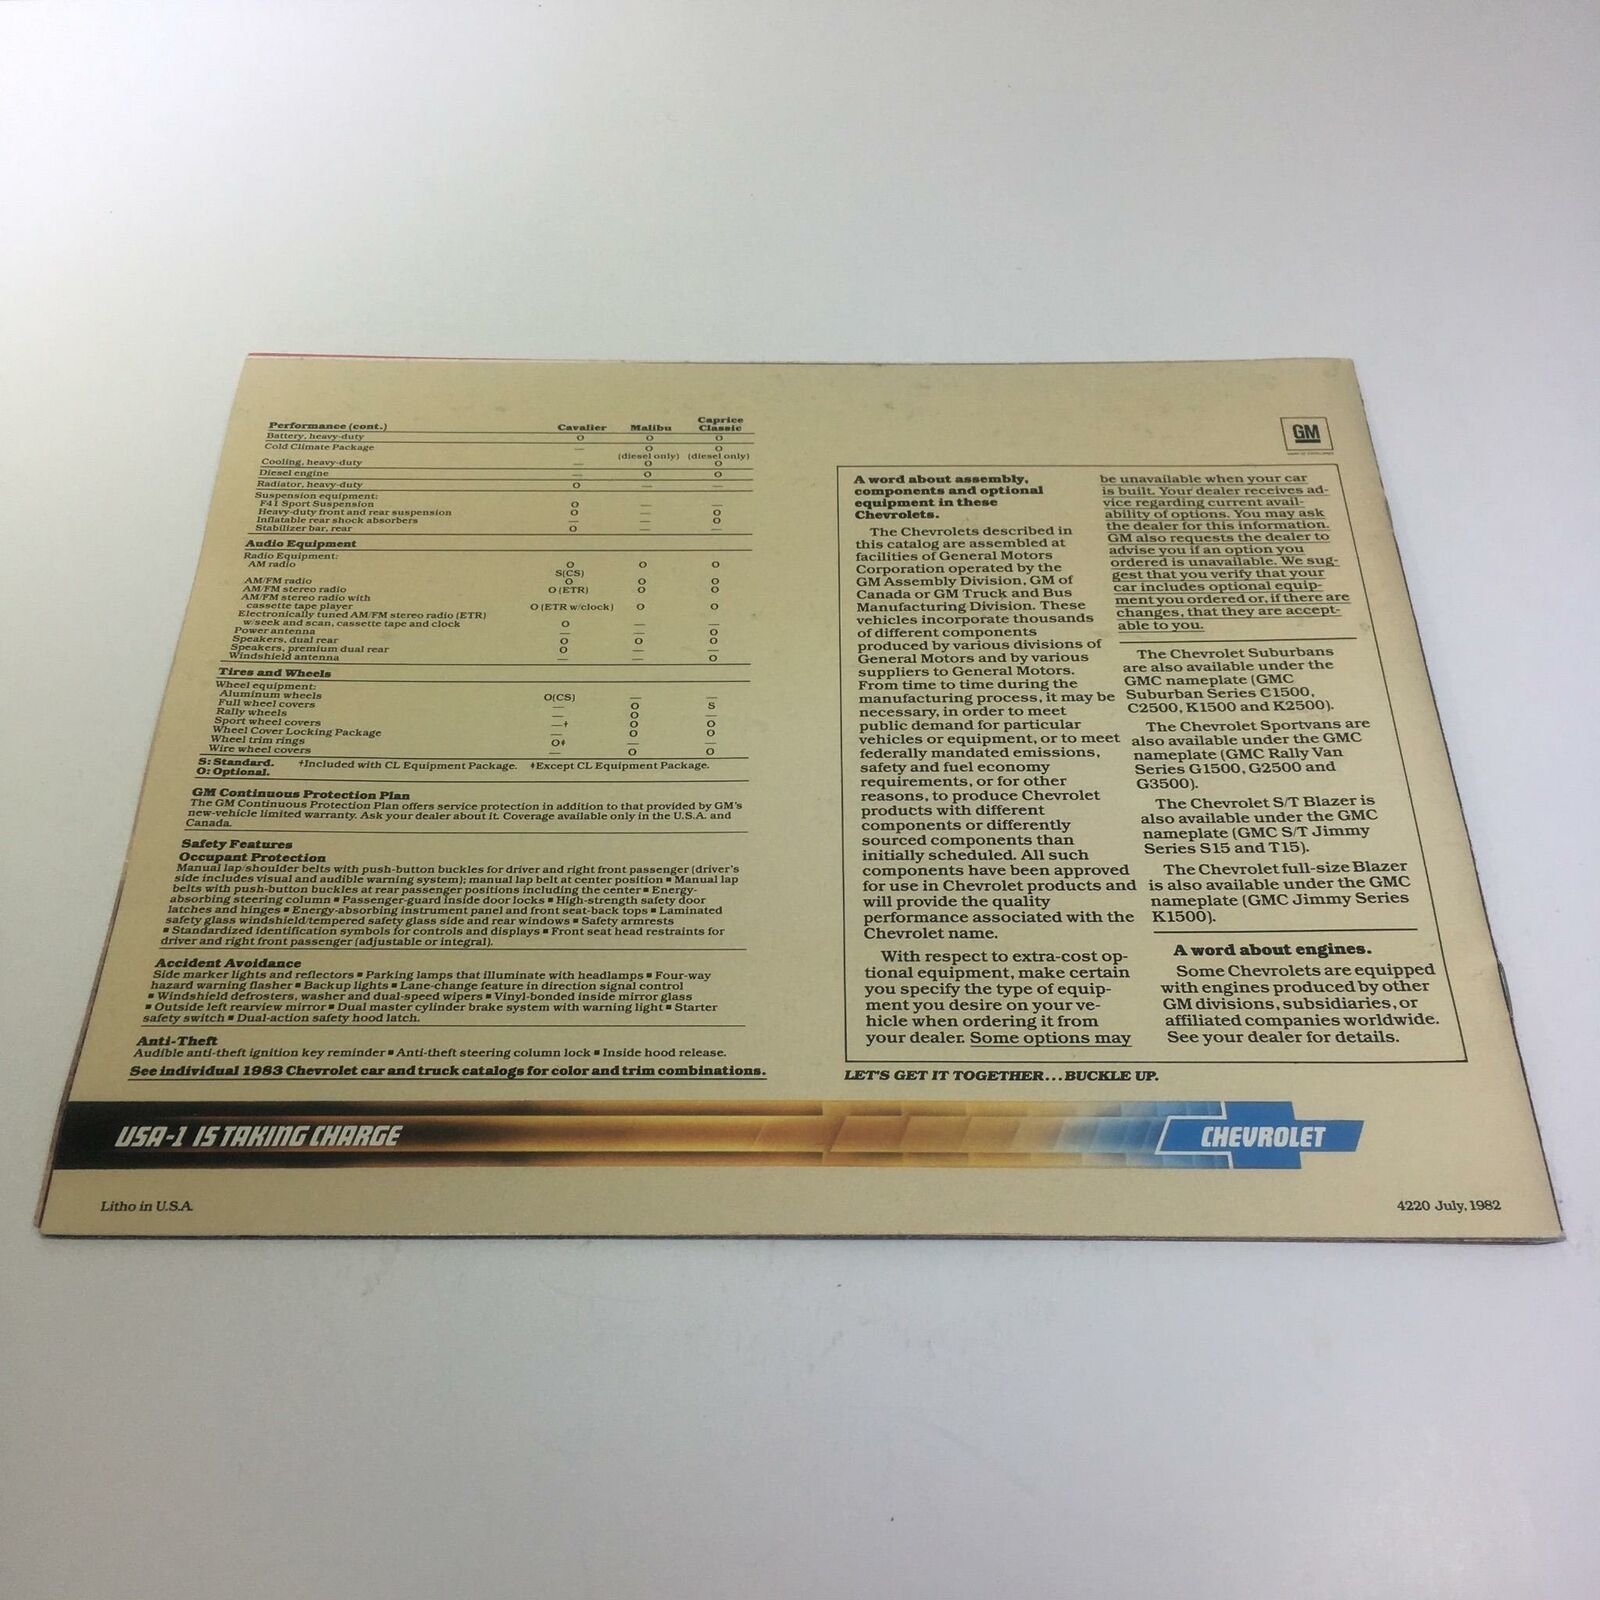 Performance (cont.) Cavalier Malibu Caprice Classic
Battery, heavy-duty O O O
Cold Climate Package — O O
(diesel only) (diesel only)
Cooling, heavy-duty — O O
Diesel engine — O O
Radiator, heavy-duty O — —
Suspension equipment:
F41 Sport Suspension O — —
Heavy-duty front and rear suspension O — O
Inflatable rear shock absorbers — — O
Stabilizer bar, rear O — —
Audio Equipment
Radio Equipment:
AM radio O O O
S(CS)
AM/FM radio O O O
AM/FM stereo radio O (ETR) O O
AM/FM stereo radio with
cassette tape player O (ETR w/clock) O O
Electronically tuned AM/FM stereo radio (ETR)
w/seek and scan, cassette tape and clock O — —
Power antenna — — O
Speakers, dual rear O O O
Speakers, premium dual rear O — —
Windshield antenna — — O
Tires and Wheels
Wheel equipment:
Aluminum wheels O(CS) — —
Full wheel covers — O S
Rally wheels — O —
Sport wheel covers —† O O
Wheel Cover Locking Package — O O
Wheel trim rings O‡ — —
Wire wheel covers — O O
S: Standard. †Included with CL Equipment Package. ‡Except CL Equipment Package.
O: Optional.
GM Continuous Protection Plan
The GM Continuous Protection Plan offers service protection in addition to that provided by GM's
new-vehicle limited warranty. Ask your dealer about it. Coverage available only in the U.S.A. and
Canada.
Safety Features
Occupant Protection
Manual lap/shoulder belts with push-button buckles for driver and right front passenger (driver's
side includes visual and audible warning system); manual lap belt at center position ■ Manual lap
belts with push-button buckles at rear passenger positions including the center ■ Energy-
absorbing steering column ■ Passenger-guard inside door locks ■ High-strength safety door
latches and hinges ■ Energy-absorbing instrument panel and front seat-back tops ■ Laminated
safety glass windshield/tempered safety glass side and rear windows ■ Safety armrests
■ Standardized identification symbols for controls and displays ■ Front seat head restraints for
driver and right front passenger (adjustable or integral).
Accident Avoidance
Side marker lights and reflectors ■ Parking lamps that illuminate with headlamps ■ Four-way
hazard warning flasher ■ Backup lights ■ Lane-change feature in direction signal control
■ Windshield defrosters, washer and dual-speed wipers ■ Vinyl-bonded inside mirror glass
■ Outside left rearview mirror ■ Dual master cylinder brake system with warning light ■ Starter
safety switch ■ Dual-action safety hood latch.
Anti-Theft
Audible anti-theft ignition key reminder ■ Anti-theft steering column lock ■ Inside hood release.
See individual 1983 Chevrolet car and truck catalogs for color and trim combinations.
GM
A word about assembly,
components and optional
equipment in these
Chevrolets.
The Chevrolets described in
this catalog are assembled at
facilities of General Motors
Corporation operated by the
GM Assembly Division, GM of
Canada or GM Truck and Bus
Manufacturing Division. These
vehicles incorporate thousands
of different components
produced by various divisions of
General Motors and by various
suppliers to General Motors.
From time to time during the
manufacturing process, it may be
necessary, in order to meet
public demand for particular
vehicles or equipment, or to meet
federally mandated emissions,
safety and fuel economy
requirements, or for other
reasons, to produce Chevrolet
products with different
components or differently
sourced components than
initially scheduled. All such
components have been approved
for use in Chevrolet products and
will provide the quality
performance associated with the
Chevrolet name.
With respect to extra-cost op-
tional equipment, make certain
you specify the type of equip-
ment you desire on your ve-
hicle when ordering it from
your dealer. Some options may
be unavailable when your car
is built. Your dealer receives ad-
vice regarding current avail-
ability of options. You may ask
the dealer for this information.
GM also requests the dealer to
advise you if an option you
ordered is unavailable. We sug-
gest that you verify that your
car includes optional equip-
ment you ordered or, if there are
changes, that they are accept-
able to you.
The Chevrolet Suburbans
are also available under the
GMC nameplate (GMC
Suburban Series C1500,
C2500, K1500 and K2500).
The Chevrolet Sportvans are
also available under the GMC
nameplate (GMC Rally Van
Series G1500, G2500 and
G3500).
The Chevrolet S/T Blazer is
also available under the GMC
nameplate (GMC S/T Jimmy
Series S15 and T15).
The Chevrolet full-size Blazer
is also available under the GMC
nameplate (GMC Jimmy Series
K1500).
A word about engines.
Some Chevrolets are equipped
with engines produced by other
GM divisions, subsidiaries, or
affiliated companies worldwide.
See your dealer for details.
LET'S GET IT TOGETHER...BUCKLE UP.
USA-1 IS TAKING CHARGE
CHEVROLET
Litho in U.S.A.
4220 July, 1982